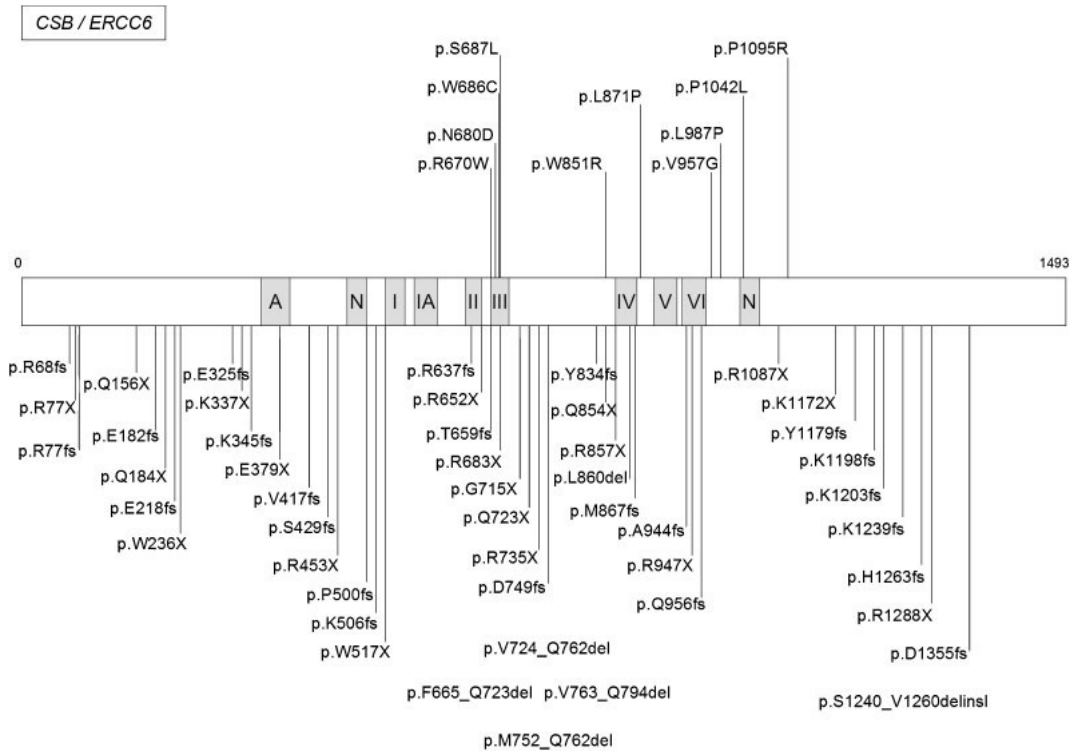 CSB / ERCC6
p.S687L
p.P1095R
p.W686C
p.L871P
p.P1042L
p.N680D
p.L987P
p.R670W
p.W851R
p.V957G
0
1493
A
N
I
IA
II
III
IV
V
VI
N
p.R68fs
p.Q156X
p.E325fs
p.R637fs
p.Y834fs
p.R1087X
p.R77X
p.K337X
p.R652X
p.Q854X
p.K1172X
p.R77fs
p.E182fs
p.K345fs
p.T659fs
p.R857X
p.Y1179fs
p.Q184X
p.E379X
p.R683X
p.L860del
p.K1198fs
p.E218fs
p.V417fs
p.G715X
p.M867fs
p.K1203fs
p.W236X
p.S429fs
p.Q723X
p.A944fs
p.K1239fs
p.R453X
p.R735X
p.R947X
p.H1263fs
p.P500fs
p.D749fs
p.Q956fs
p.R1288X
p.K506fs
p.W517X
p.V724_Q762del
p.D1355fs
p.F665_Q723del
p.V763_Q794del
p.S1240_V1260delinsI
p.M752_Q762del